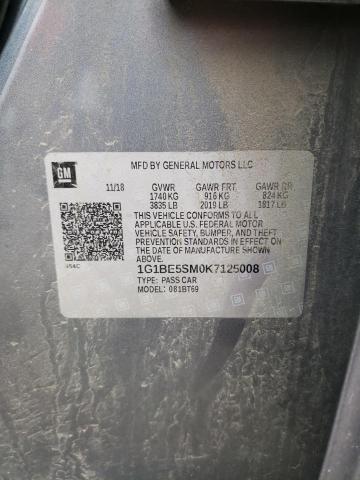 GM
MFD BY GENERAL MOTORS LLC
11/18 GVWR GAWR FRT GAWR RR
1740 KG 916 KG 824 KG
3835 LB 2019 LB 1817 LB
THIS VEHICLE CONFORMS TO ALL
APPLICABLE U.S. FEDERAL MOTOR
VEHICLE SAFETY, BUMPER, AND THEFT
PREVENTION STANDARDS IN EFFECT ON
THE DATE OF MANUFACTURE SHOWN
ABOVE.
1G1BE5SM0K7125008
TYPE: PASS CAR
MODEL: 081BT69